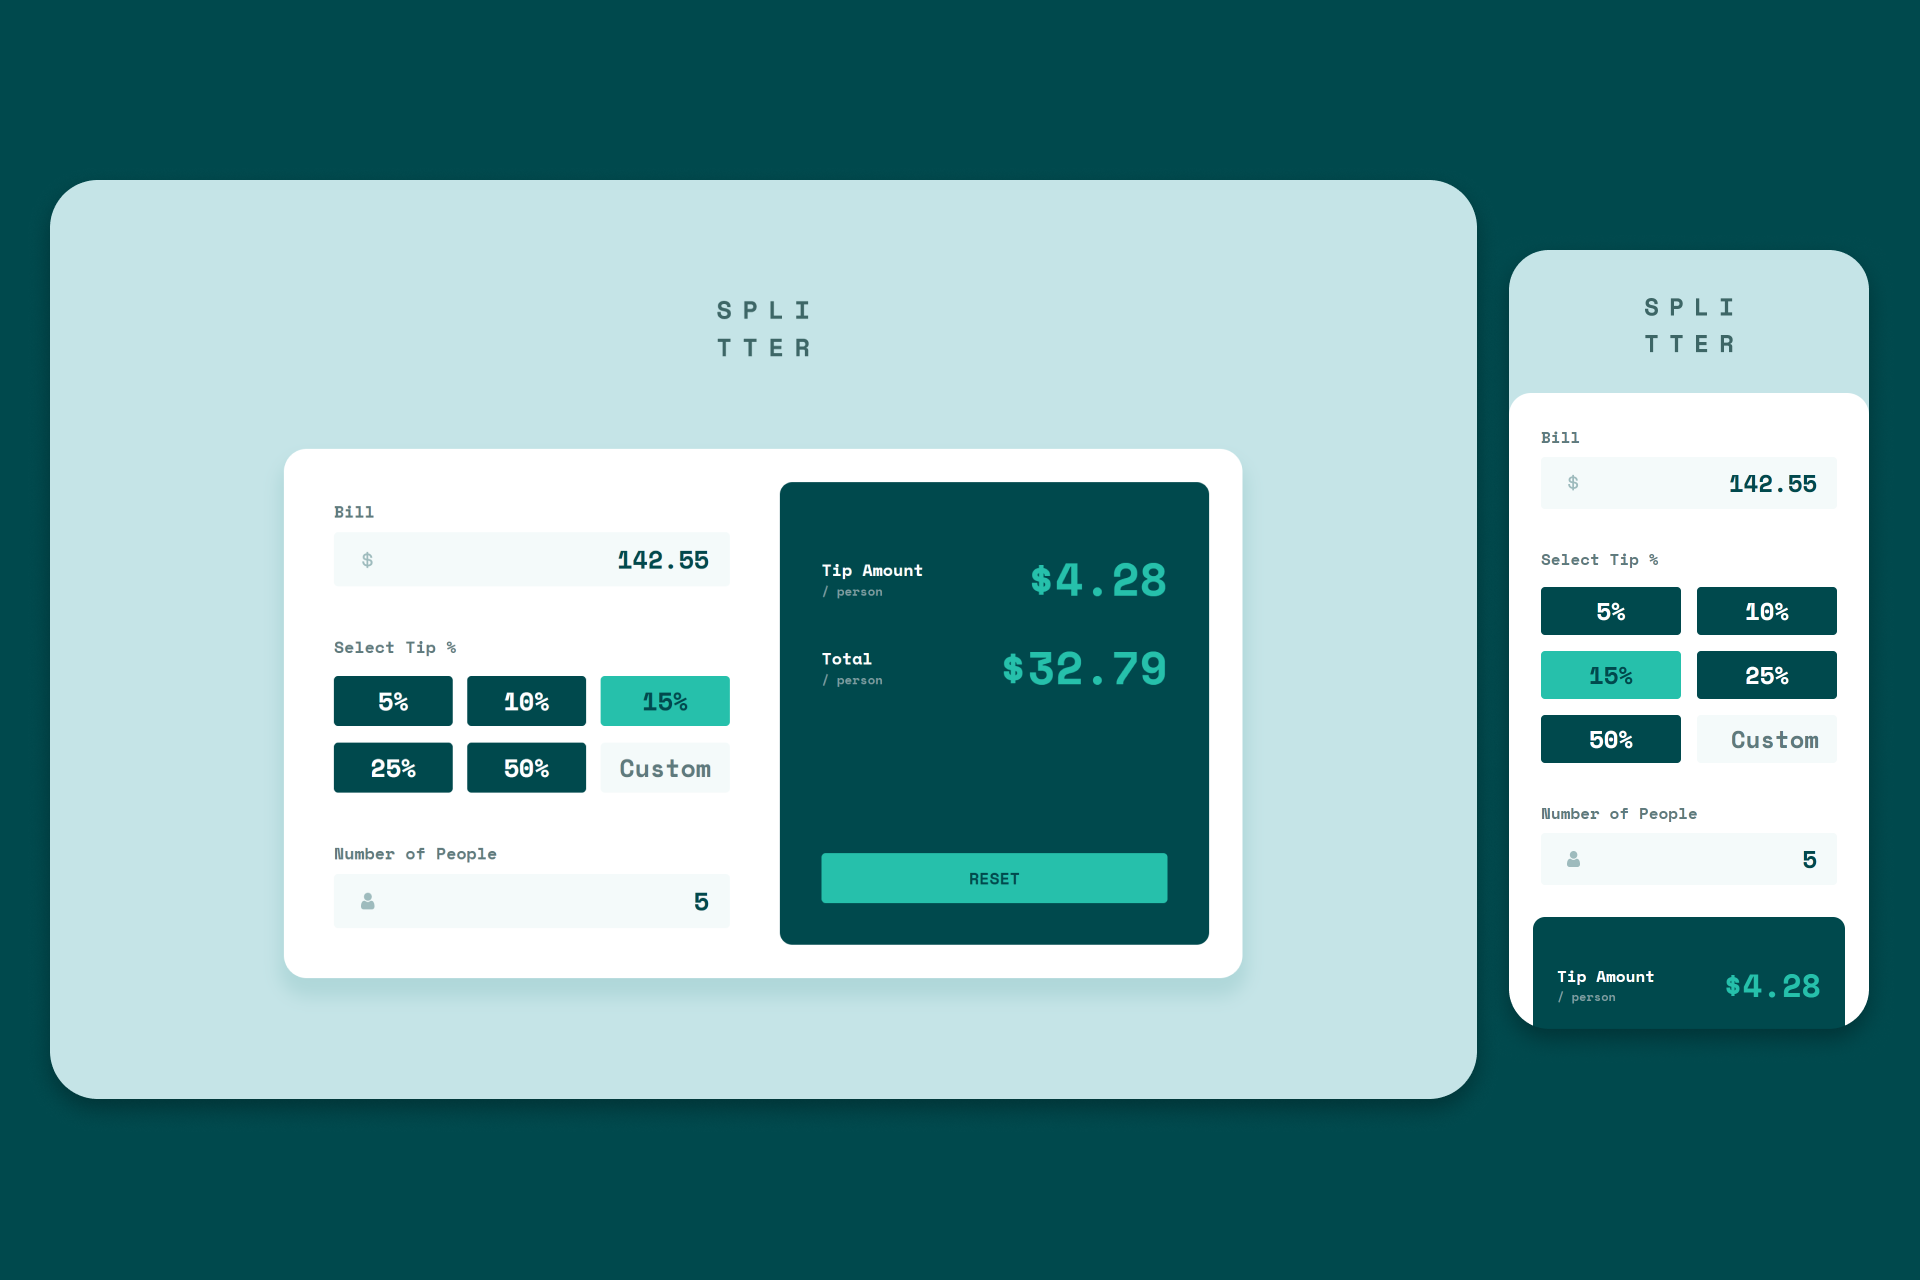 SPLI
TTER
Bill
$ 142.55
Select Tip %
5% 10% 15%
25% 50% Custom
Number of People
5
Tip Amount
/ person
$4.28
Total
/ person
$32.79
RESET
SPLI
TTER
Bill
$ 142.55
Select Tip %
5% 10%
15% 25%
50% Custom
Number of People
5
Tip Amount
/ person
$4.28